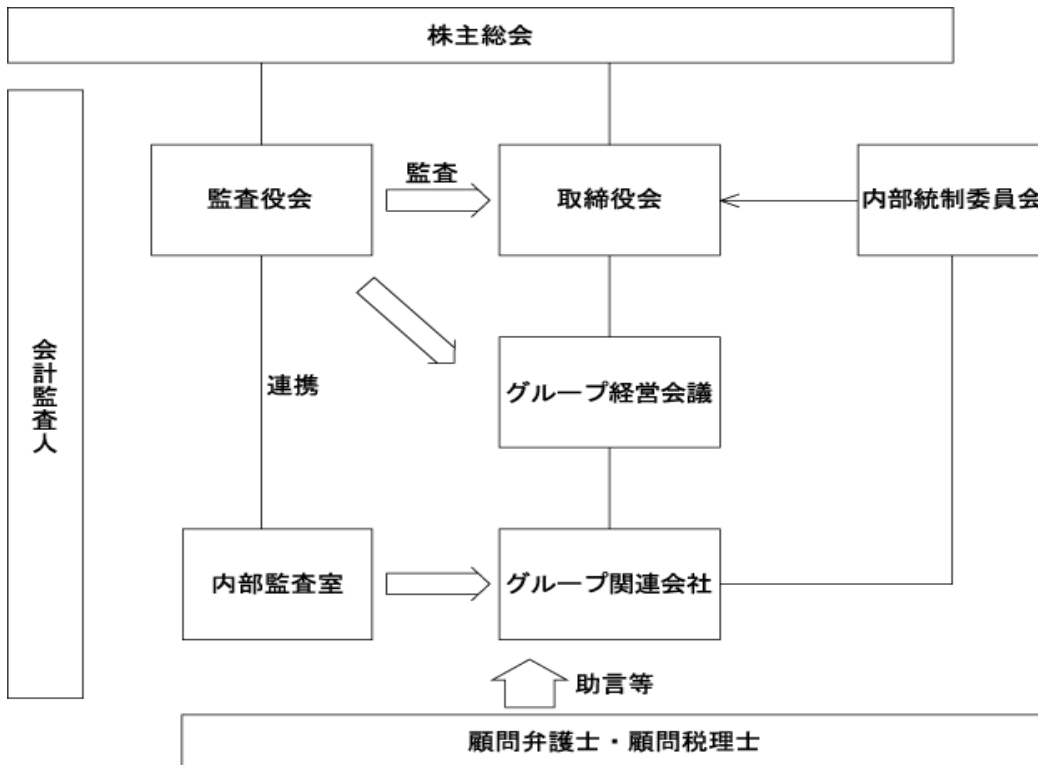 株主総会
監査役会
監査
取締役会
内部統制委員会
会計監査人
連携
グループ経営会議
内部監査室
グループ関連会社
助言等
顧問弁護士・顧問税理士